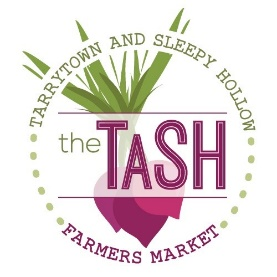 TARRYTOWN AND SLEEPY HOLLOW
the TaSH
FARMERS MARKET